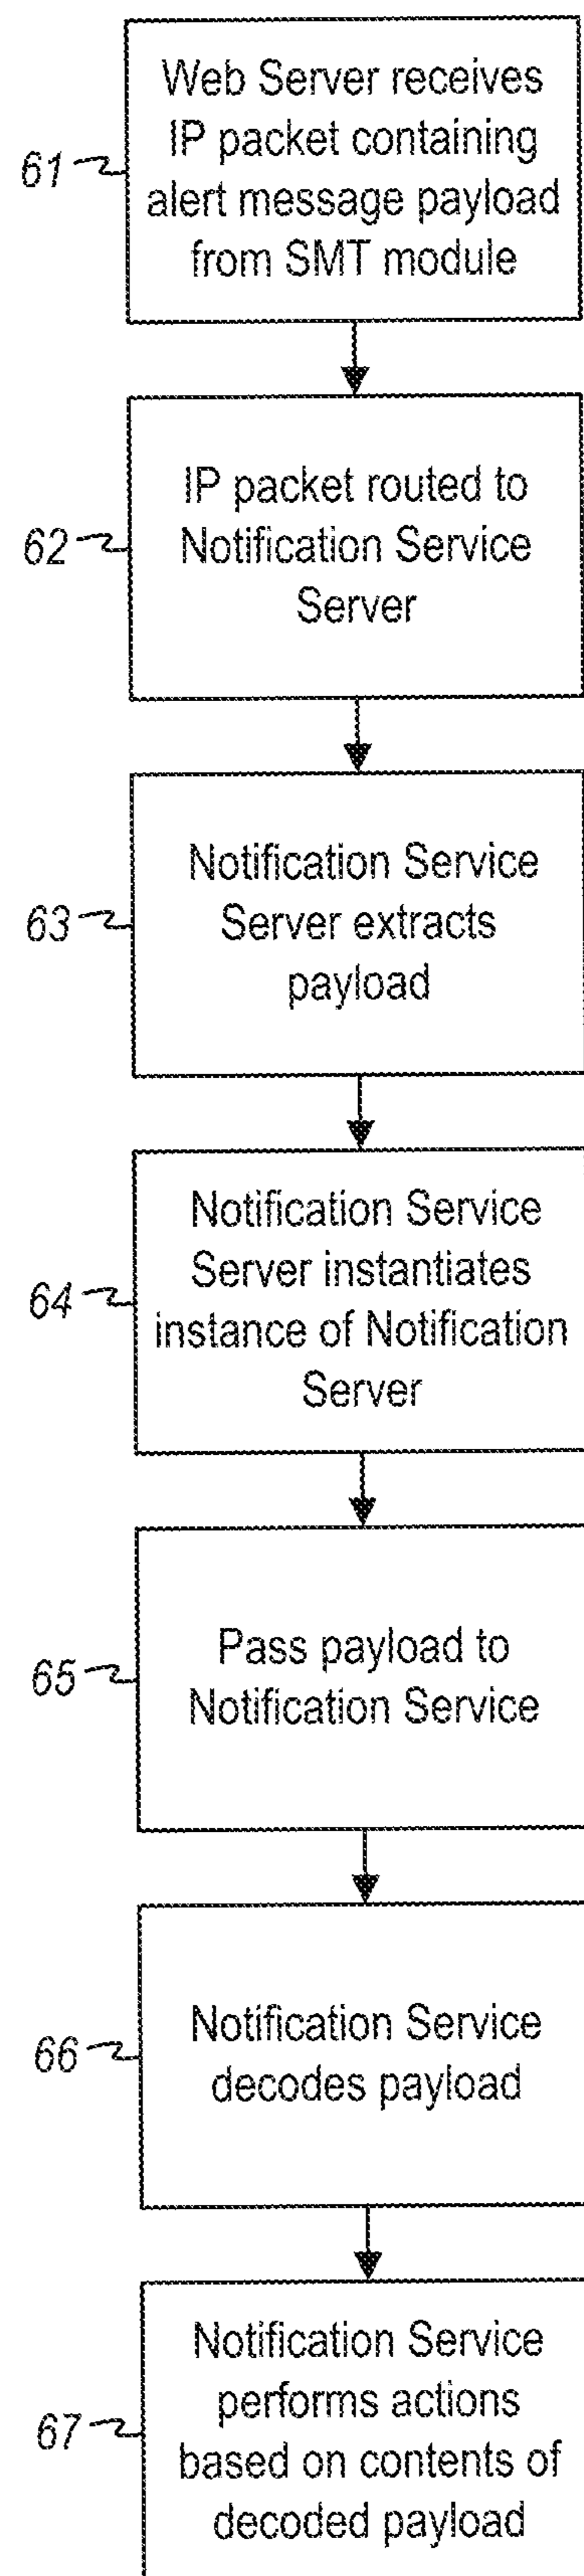 61
Web Server receives
IP packet containing
alert message payload
from SMT module
62
IP packet routed to
Notification Service
Server
63
Notification Service
Server extracts
payload
64
Notification Service
Server instantiates
instance of Notification
Server
65
Pass payload to
Notification Service
66
Notification Service
decodes payload
67
Notification Service
performs actions
based on contents of
decoded payload